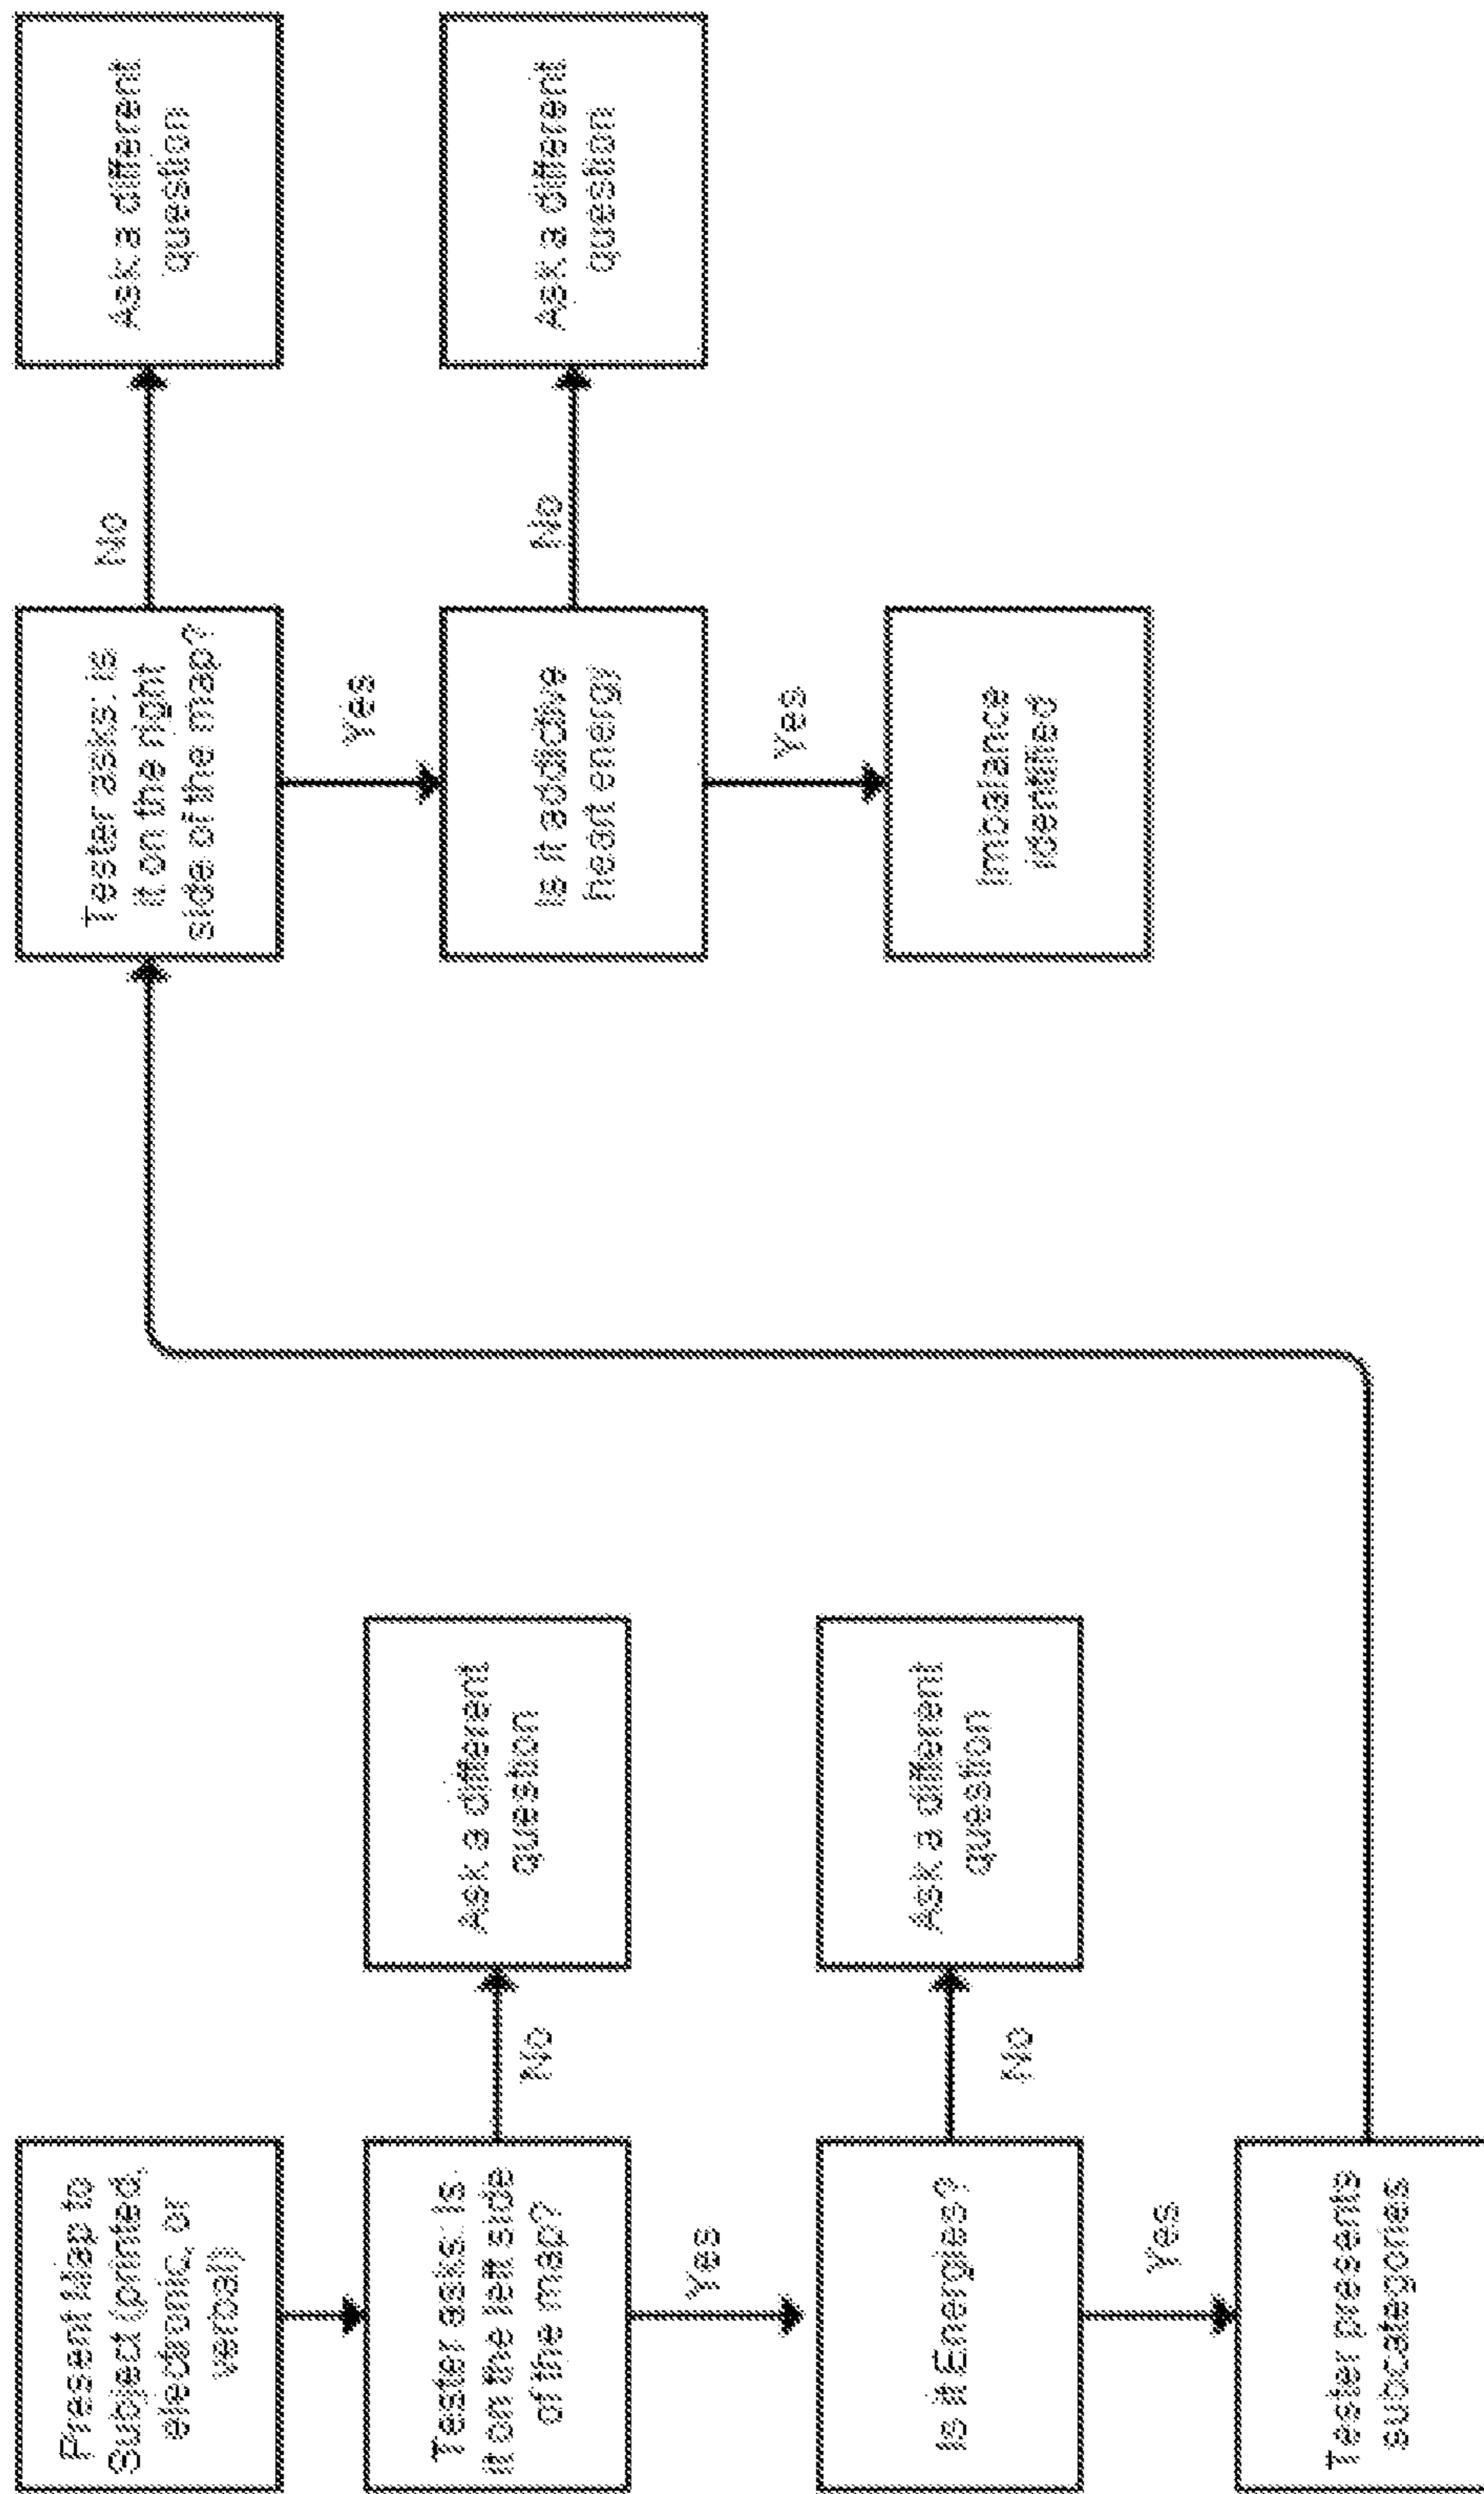 Present Map to
Subject (printed,
electronic, or
verbal)
Tester asks: Is
it on the left side
of the map?
No
Ask a different
question
Yes
Is it Energies?
No
Ask a different
question
Yes
Tester presents
subcategories
Tester asks: is
it on the right
side of the map?
No
Ask a different
question
Yes
Is it addictive
heart energy
No
Ask a different
question
Yes
Imbalance
identified